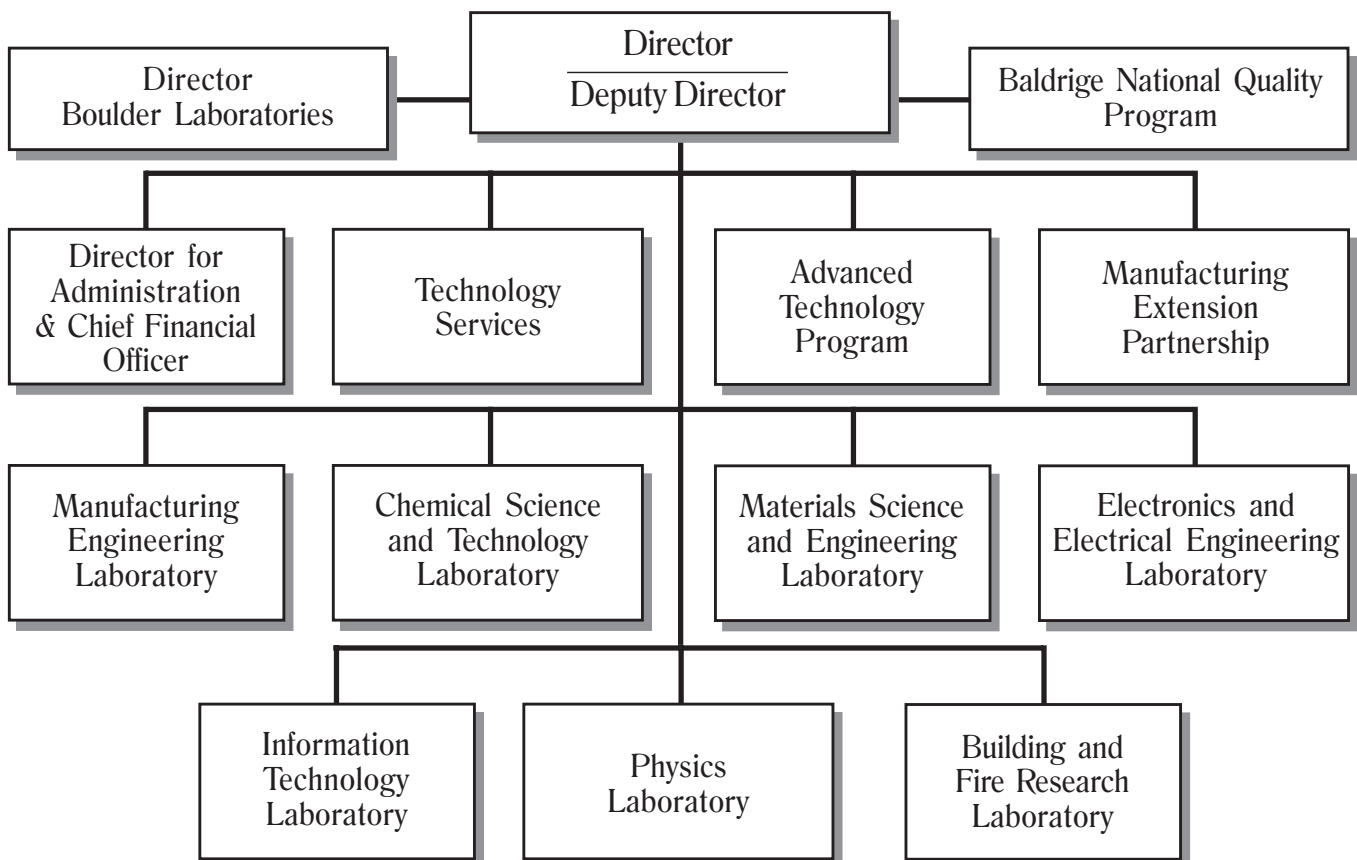 Director
Boulder Laboratories
Director
Deputy Director
Baldrige National Quality
Program
Director for
Administration
& Chief Financial
Officer
Technology
Services
Advanced
Technology
Program
Manufacturing
Extension
Partnership
Manufacturing
Engineering
Laboratory
Chemical Science
and Technology
Laboratory
Materials Science
and Engineering
Laboratory
Electronics and
Electrical Engineering
Laboratory
Information
Technology
Laboratory
Physics
Laboratory
Building and
Fire Research
Laboratory